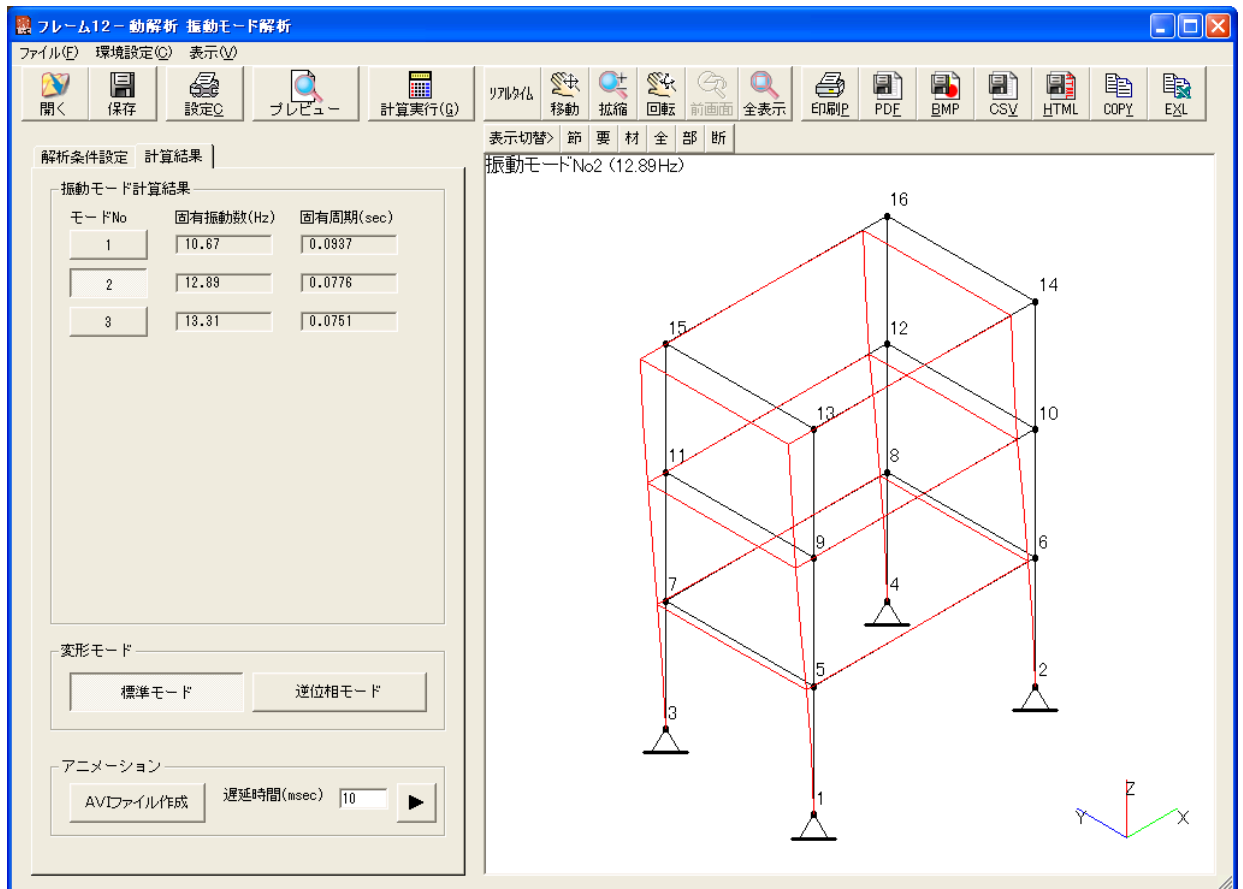 フレーム12 − 動解析 振動モード解析
ファイル(F) 環境設定(C) 表示(V)
開く 保存 設定C プレビュー 計算実行(G) リアルタイム 移動 拡縮 回転 前画面 全表示 印刷P PDF BMP CSV HTML COPY EXL
表示切替> 節 要 材 全 部 断
解析条件設定 計算結果
振動モードNo2 (12.89Hz)
振動モード計算結果
モードNo 固有振動数(Hz) 固有周期(sec)
1 10.67 0.0937
2 12.89 0.0776
3 13.31 0.0751
変形モード
標準モード 逆位相モード
アニメーション
AVIファイル作成 遅延時間(msec) 10
16
14
15 12
13 10
11 8
9 6
7 4
5 2
3
1
Z
Y X